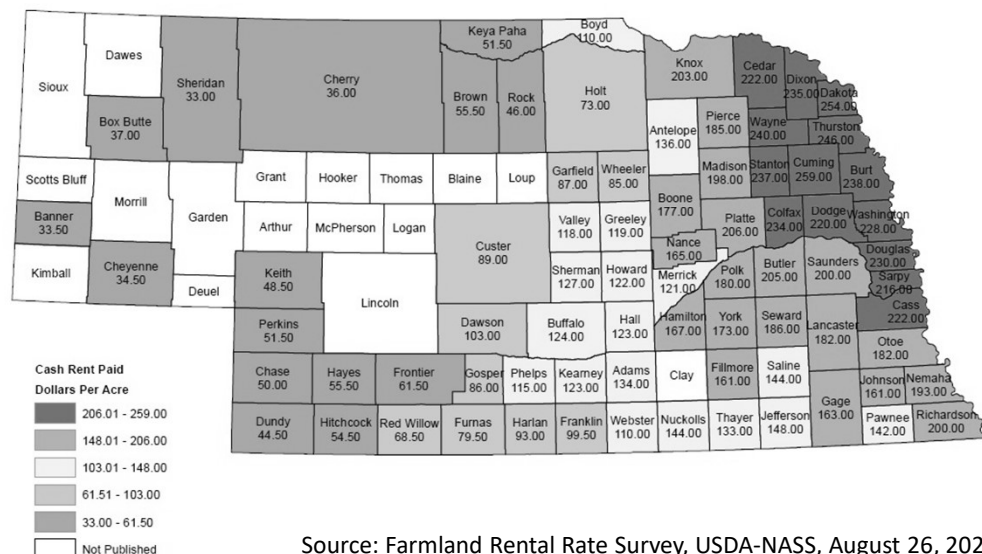 Boyd
110.00
Keya Paha
51.50
Dawes
Sioux
Sheridan
33.00
Cherry
36.00
Brown
55.50
Rock
46.00
Holt
73.00
Knox
203.00
Cedar
222.00
Dixon
235.00
Dakota
254.00
Box Butte
37.00
Antelope
136.00
Pierce
185.00
Wayne
240.00
Thurston
246.00
Scotts Bluff
Morrill
Garden
Grant
Hooker
Thomas
Blaine
Loup
Garfield
87.00
Wheeler
85.00
Madison
198.00
Stanton
237.00
Cuming
259.00
Burt
238.00
Boone
177.00
Banner
33.50
Arthur
McPherson
Logan
Custer
89.00
Valley
118.00
Greeley
119.00
Platte
206.00
Colfax
234.00
Dodge
220.00
Washington
228.00
Nance
165.00
Douglas
230.00
Kimball
Cheyenne
34.50
Deuel
Keith
48.50
Lincoln
Sherman
127.00
Howard
122.00
Merrick
121.00
Polk
180.00
Butler
205.00
Saunders
200.00
Sarpy
216.00
Cass
222.00
Perkins
51.50
Dawson
103.00
Buffalo
124.00
Hall
123.00
Hamilton
167.00
York
173.00
Seward
186.00
Lancaster
182.00
Otoe
182.00
Chase
50.00
Hayes
55.50
Frontier
61.50
Gosper
86.00
Phelps
115.00
Kearney
123.00
Adams
134.00
Clay
Fillmore
161.00
Saline
144.00
Gage
163.00
Johnson
161.00
Nemaha
193.00
Dundy
44.50
Hitchcock
54.50
Red Willow
68.50
Furnas
79.50
Harlan
93.00
Franklin
99.50
Webster
110.00
Nuckolls
144.00
Thayer
133.00
Jefferson
148.00
Pawnee
142.00
Richardson
200.00
Cash Rent Paid
Dollars Per Acre
206.01 - 259.00
148.01 - 206.00
103.01 - 148.00
61.51 - 103.00
33.00 - 61.50
Not Published
Source: Farmland Rental Rate Survey, USDA-NASS, August 26, 202